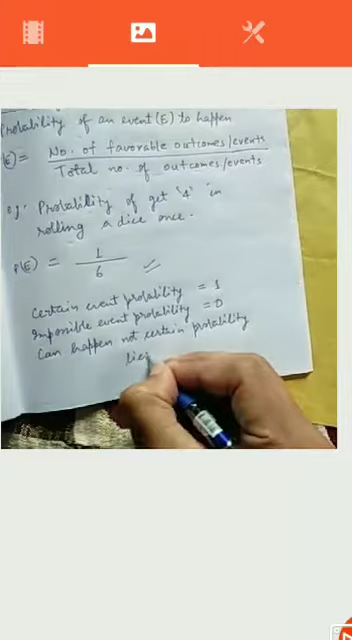 Probability of an event (E) to happen
(E) = No. of favorable outcomes/events
Total no. of outcomes/events
e.g. Probability of get '4' in
rolling a dice once.
P(E) = 1
6
Certain event probability = 1
Impossible event probability = 0
Can happen not certain probability
lies